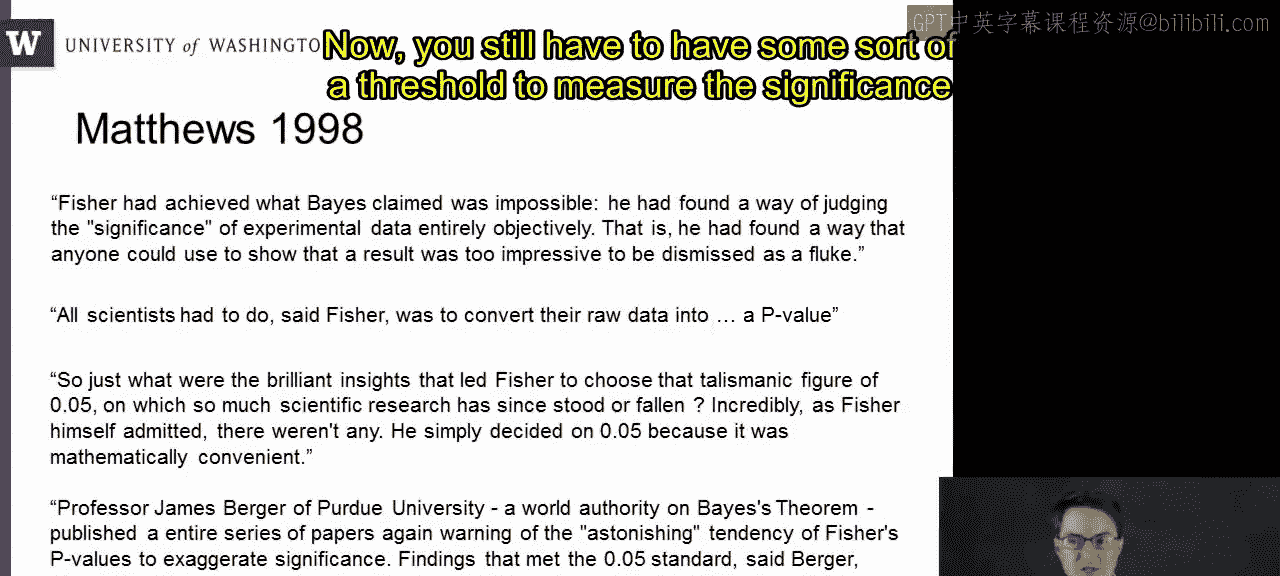 GPT中英字幕课程资源@bilibili.com
W UNIVERSITY of WASHINGTO
Now, you still have to have some sort of
a threshold to measure the significance
Matthews 1998
“Fisher had achieved what Bayes claimed was impossible: he had found a way of judging
the "significance" of experimental data entirely objectively. That is, he had found a way that
anyone could use to show that a result was too impressive to be dismissed as a fluke.”
“All scientists had to do, said Fisher, was to convert their raw data into … a P-value”
“So just what were the brilliant insights that led Fisher to choose that talismanic figure of
0.05, on which so much scientific research has since stood or fallen ? Incredibly, as Fisher
himself admitted, there weren't any. He simply decided on 0.05 because it was
mathematically convenient.”
“Professor James Berger of Purdue University - a world authority on Bayes's Theorem -
published a entire series of papers again warning of the "astonishing" tendency of Fisher's
P-values to exaggerate significance. Findings that met the 0.05 standard, said Berger,